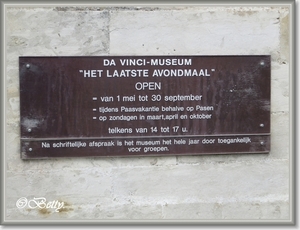 DA VINCI-MUSEUM
"HET LAATSTE AVONDMAAL"
OPEN
- van 1 mei tot 30 september
- tijdens Paasvakantie behalve op Pasen
- op zondagen in maart,april en oktober
telkens van 14 tot 17 u.
Na schriftelijke afspraak is het museum het hele jaar door toegankelijk
voor groepen.
©Betty